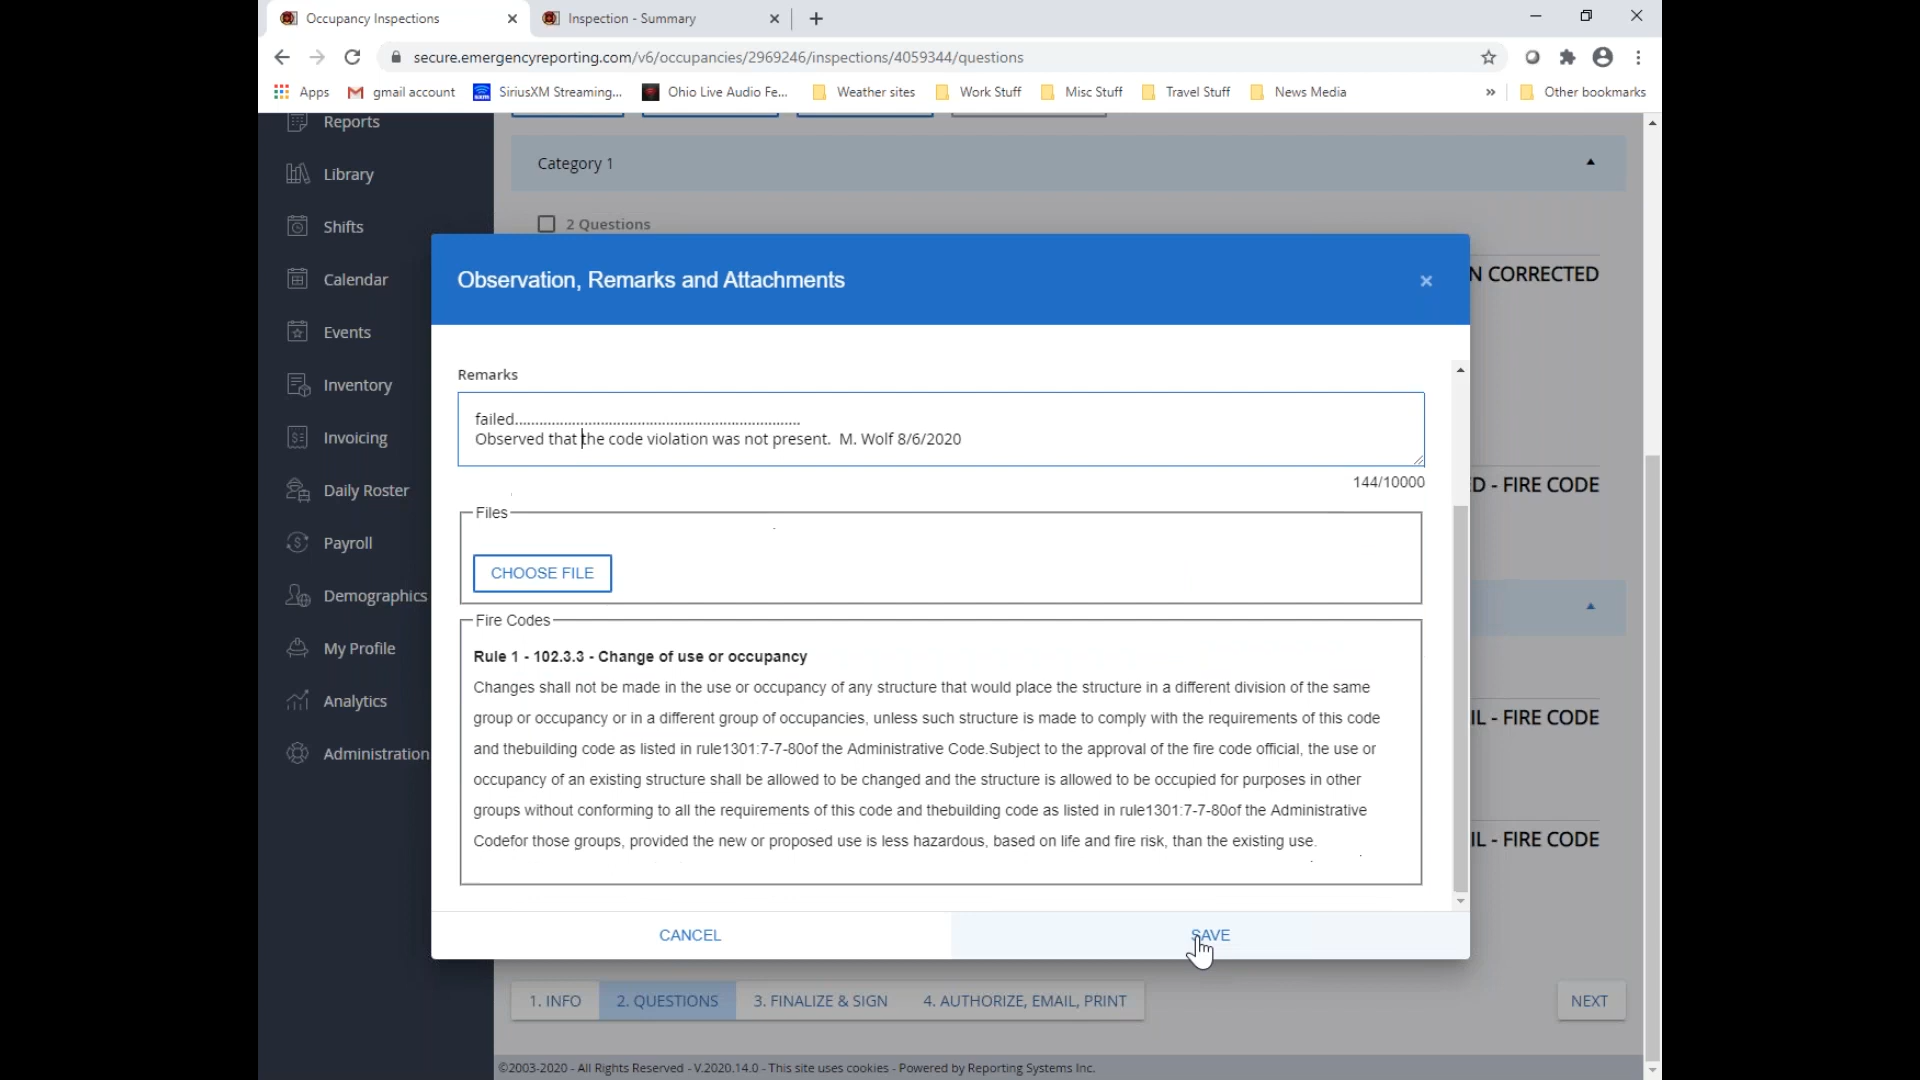 Occupancy Inspections
Inspection - Summary
secure.emergencyreporting.com/v6/occupancies/2969246/inspections/4059344/questions
Apps
gmail account
SiriusXM Streaming...
Ohio Live Audio Fe...
Weather sites
Work Stuff
Misc Stuff
Travel Stuff
News Media
»
Other bookmarks
Reports
Library
Shifts
Calendar
Events
Inventory
Invoicing
Daily Roster
Payroll
Demographics
My Profile
Analytics
Administration
Category 1
2 Questions
N CORRECTED
D - FIRE CODE
IL - FIRE CODE
IL - FIRE CODE
Observation, Remarks and Attachments
Remarks
failed......................................................................
Observed that the code violation was not present. M. Wolf 8/6/2020
144/10000
Files
CHOOSE FILE
Fire Codes
Rule 1 - 102.3.3 - Change of use or occupancy
Changes shall not be made in the use or occupancy of any structure that would place the structure in a different division of the same
group or occupancy or in a different group of occupancies, unless such structure is made to comply with the requirements of this code
and thebuilding code as listed in rule1301:7-7-80of the Administrative Code.Subject to the approval of the fire code official, the use or
occupancy of an existing structure shall be allowed to be changed and the structure is allowed to be occupied for purposes in other
groups without conforming to all the requirements of this code and thebuilding code as listed in rule1301:7-7-80of the Administrative
Codefor those groups, provided the new or proposed use is less hazardous, based on life and fire risk, than the existing use.
CANCEL
SAVE
1. INFO
2. QUESTIONS
3. FINALIZE & SIGN
4. AUTHORIZE, EMAIL, PRINT
NEXT
©2003-2020 - All Rights Reserved - V.2020.14.0 - This site uses cookies - Powered by Reporting Systems Inc.